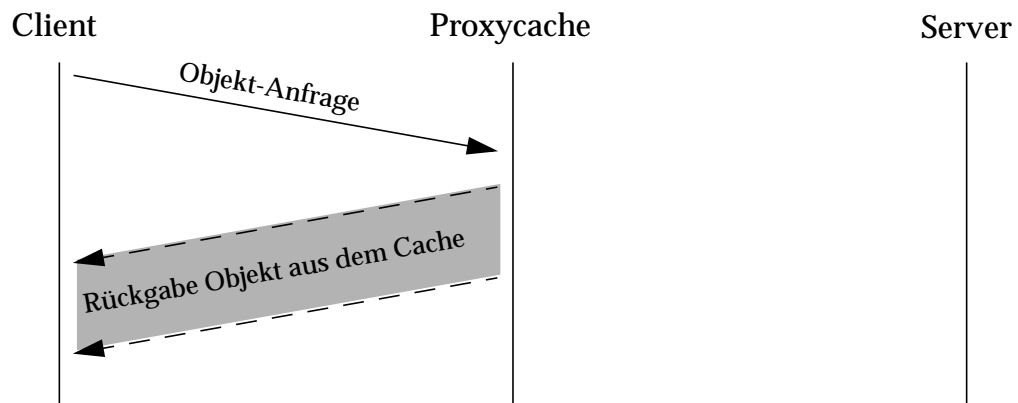 Client
Proxycache
Server
Objekt-Anfrage
Rückgabe Objekt aus dem Cache